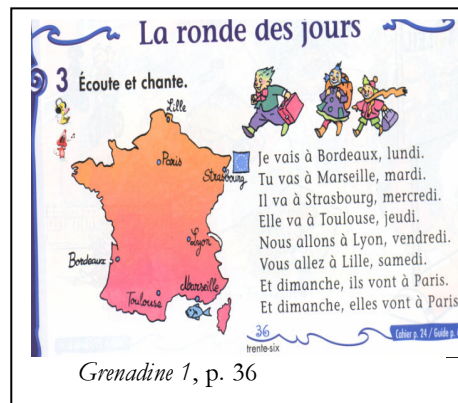 La ronde des jours
3 Écoute et chante.
Lille
Paris
Strasbourg
Lyon
Bordeaux
Marseille
Toulouse
Je vais à Bordeaux, lundi.
Tu vas à Marseille, mardi.
Il va à Strasbourg, mercredi.
Elle va à Toulouse, jeudi.
Nous allons à Lyon, vendredi.
Vous allez à Lille, samedi.
Et dimanche, ils vont à Paris.
Et dimanche, elles vont à Paris
36
trente-six
Cahier p. 24 / Guide p.
Grenadine 1, p. 36